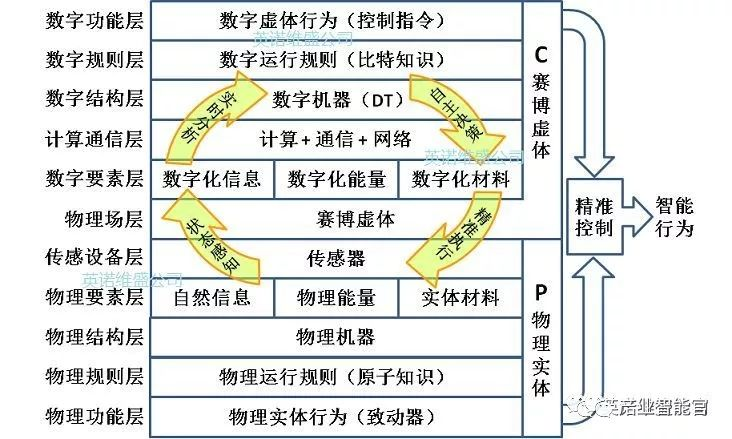 数字功能层 数字虚体行为（控制指令）
英诺维盛公司
数字规则层 数字运行规则（比特知识）
数字结构层 数字机器（DT）
实时分析
自主决策
计算通信层 计算+通信+网络
英诺维盛公司
数字要素层 数字化信息 数字化能量 数字化材料
物理场层 赛博虚体
状态感知
精准执行
传感设备层 传感器
英诺维盛公司
物理要素层 自然信息 物理能量 实体材料
物理结构层 物理机器
物理规则层 物理运行规则（原子知识）
物理功能层 物理实体行为（致动器）
C赛博虚体
P物理实体
精准
控制
智能
行为
英诺业智能官